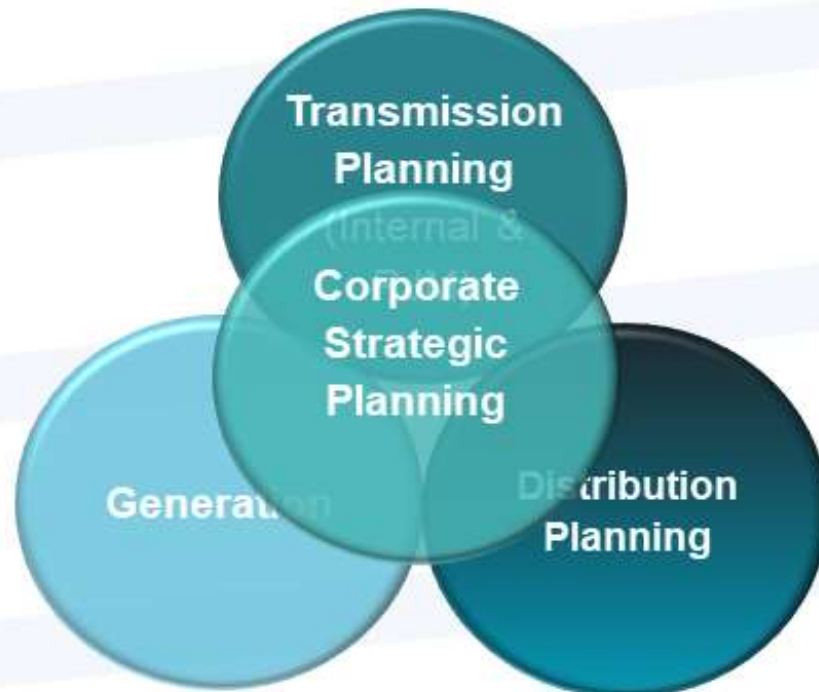 Transmission
Planning
(Internal &
Corporate
Strategic
Planning
Generation
Distribution
Planning